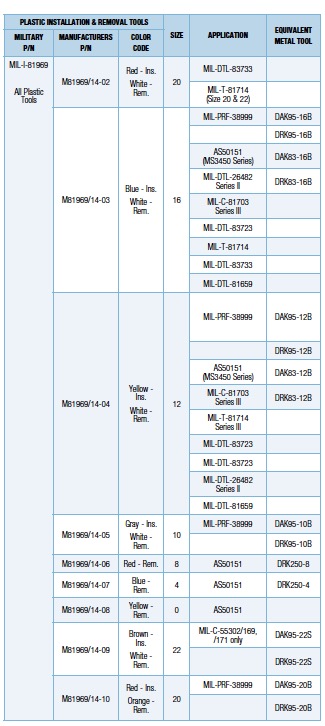 PLASTIC INSTALLATION & REMOVAL TOOLS
SIZE
APPLICATION
EQUIVALENT
METAL TOOL
MILITARY
P/N
MANUFACTURERS
P/N
COLOR
CODE
MIL-I-81969
All Plastic
Tools
M81969/14-02
Red - Ins.
White -
Rem.
20
MIL-DTL-83733
MIL-T-81714
(Size 20 & 22)
M81969/14-03
Blue - Ins.
White -
Rem.
16
MIL-PRF-38999
DAK95-16B
DRK95-16B
AS50151
(MS3450 Series)
DAK83-16B
MIL-DTL-26482
Series II
DRK83-16B
MIL-C-81703
Series III
MIL-DTL-83723
MIL-T-81714
MIL-DTL-83733
MIL-DTL-81659
M81969/14-04
Yellow -
Ins.
White -
Rem.
12
MIL-PRF-38999
DAK95-12B
DRK95-12B
AS50151
(MS3450 Series)
DAK83-12B
MIL-C-81703
Series III
DRK83-12B
MIL-T-81714
Series III
MIL-DTL-83723
MIL-DTL-83723
MIL-DTL-26482
Series II
MIL-DTL-81659
M81969/14-05
Gray - Ins.
White -
Rem.
10
MIL-PRF-38999
DAK95-10B
DRK95-10B
M81969/14-06
Red - Rem.
8
AS50151
DRK250-8
M81969/14-07
Blue -
Rem.
4
AS50151
DRK250-4
M81969/14-08
Yellow -
Rem.
0
AS50151
M81969/14-09
Brown -
Ins.
White -
Rem.
22
MIL-C-55302/169,
/171 only
DAK95-22S
DRK95-22S
M81969/14-10
Red - Ins.
Orange -
Rem.
20
MIL-PRF-38999
DAK95-20B
DRK95-20B